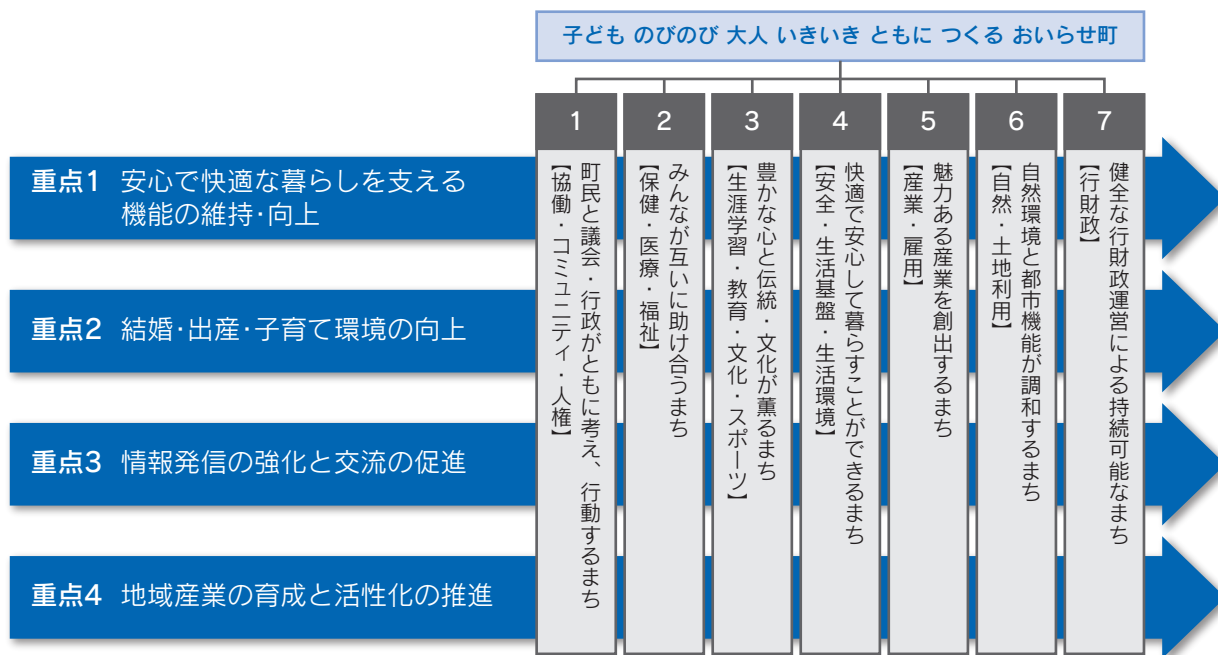 子ども のびのび 大人 いきいき ともに つくる おいらせ町
1
町民と議会・行政がともに考え、行動するまち
【協働・コミュニティ・人権】
2
みんなが互いに助け合うまち
【保健・医療・福祉】
3
豊かな心と伝統・文化が薫るまち
【生涯学習・教育・文化・スポーツ】
4
快適で安心して暮らすことができるまち
【安全・生活基盤・生活環境】
5
魅力ある産業を創出するまち
【産業・雇用】
6
自然環境と都市機能が調和するまち
【自然・土地利用】
7
健全な行財政運営による持続可能なまち
【行財政】
重点1 安心で快適な暮らしを支える
機能の維持・向上
重点2 結婚・出産・子育て環境の向上
重点3 情報発信の強化と交流の促進
重点4 地域産業の育成と活性化の推進